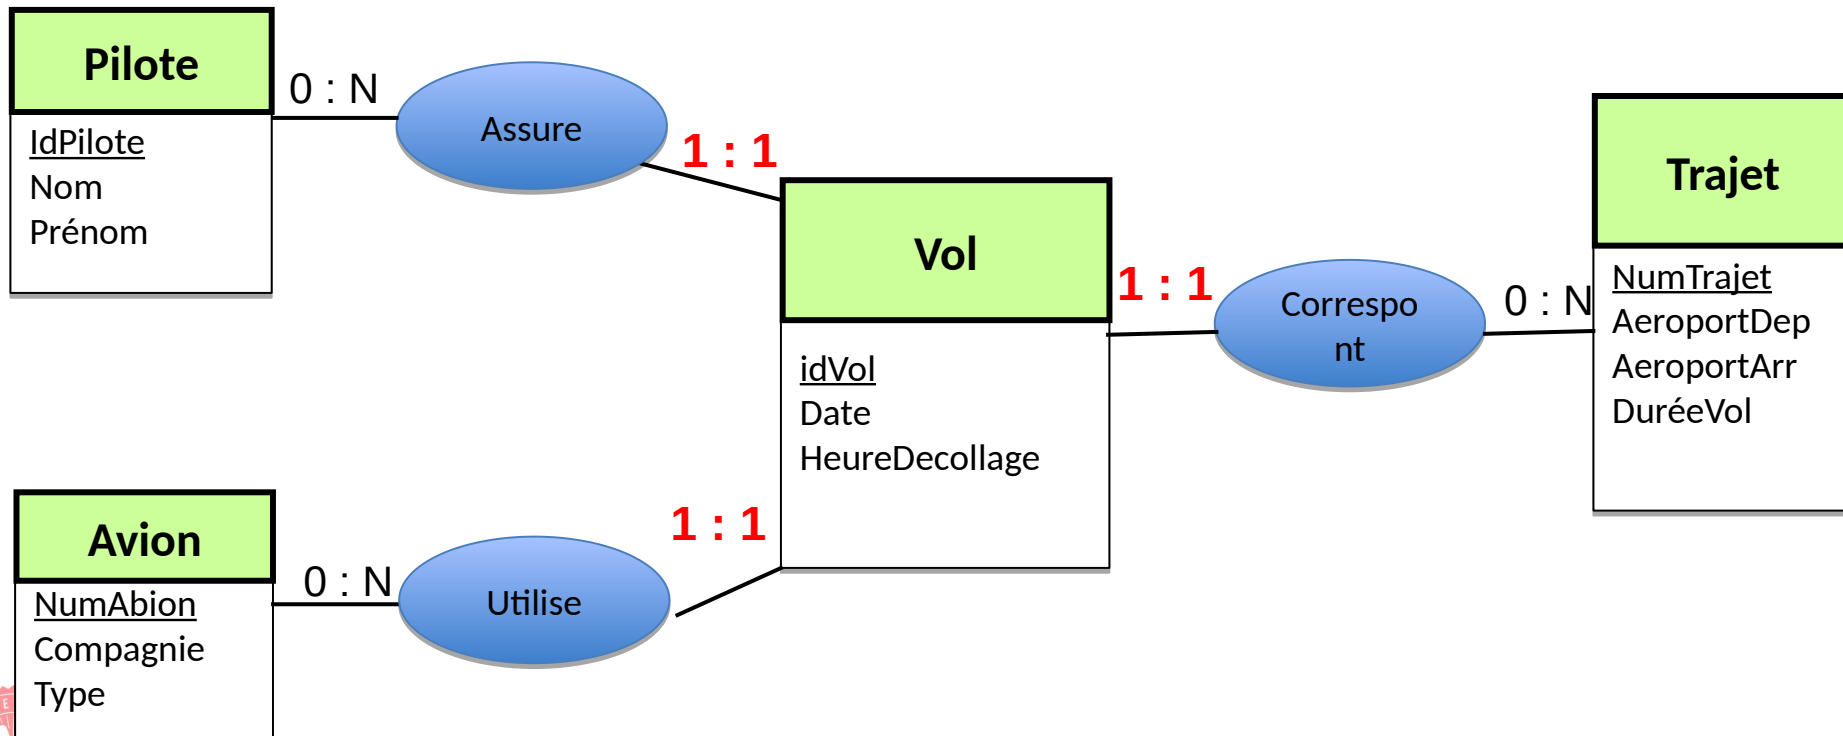 Pilote
IdPilote
Nom
Prénom
0 : N
Assure
1 : 1
Vol
idVol
Date
HeureDecollage
1 : 1
Correspo
nt
0 : N
Trajet
NumTrajet
AeroportDep
AeroportArr
DuréeVol
Avion
NumAbion
Compagnie
Type
0 : N
Utilise
1 : 1
E